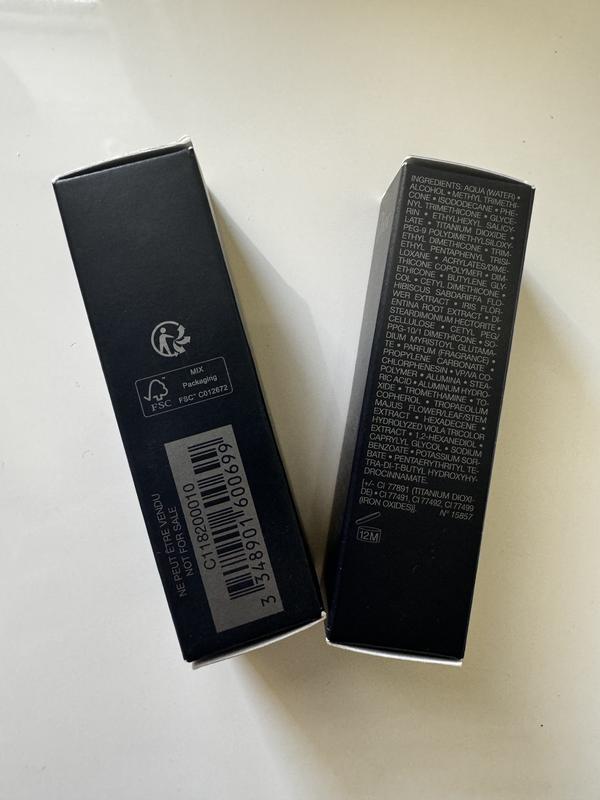 MIX
Packaging
FSC™ C012672
FSC
NE PEUT ÊTRE VENDU
NOT FOR SALE
C118200010
3 348901 600699
INGREDIENTS: AQUA (WATER) •
ALCOHOL • METHYL TRIMETHI-
CONE • ISODODECANE • PHE-
NYL TRIMETHICONE • GLYCE-
RIN • ETHYLHEXYL SALICY-
LATE • TITANIUM DIOXIDE •
PEG-9 POLYDIMETHYLSILOXY-
ETHYL DIMETHICONE • TRIM-
ETHYL PENTAPHENYL TRISI-
LOXANE • ACRYLATES/DIME-
THICONE COPOLYMER • DIM-
ETHICONE • BUTYLENE GLY-
COL • CETYL DIMETHICONE •
HIBISCUS SABDARIFFA FLO-
WER EXTRACT • IRIS FLOR-
ENTINA ROOT EXTRACT • DI-
STEARDIMONIUM HECTORITE •
CELLULOSE • CETYL PEG/
PPG-10/1 DIMETHICONE • SO-
DIUM MYRISTOYL GLUTAMA-
TE • PARFUM (FRAGRANCE) •
PROPYLENE CARBONATE •
CHLORPHENESIN • VP/VA CO-
POLYMER • ALUMINA • STEA-
RIC ACID • ALUMINUM HYDRO-
XIDE • TROMETHAMINE • TO-
COPHEROL • TROPAEOLUM
MAJUS FLOWER/LEAF/STEM
EXTRACT • HEXADECENE •
HYDROLYZED VIOLA TRICOLOR
EXTRACT • 1,2-HEXANEDIOL •
CAPRYLYL GLYCOL • SODIUM
BENZOATE • POTASSIUM SOR-
BATE • PENTAERYTHRITYL TE-
TRA-DI-T-BUTYL HYDROXYHY-
DROCINNAMATE.
[+/- CI 77891 (TITANIUM DIOXI-
DE) • CI 77491, CI 77492, CI 77499
(IRON OXIDES)].
N° 15857
12M